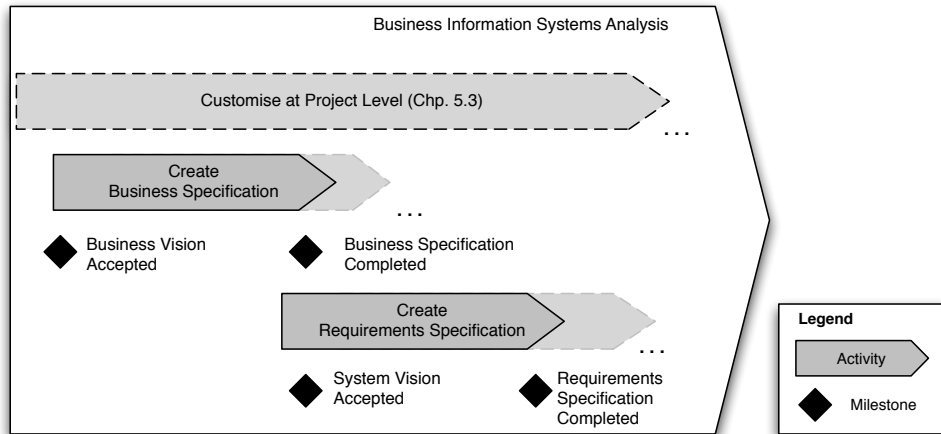 Business Information Systems Analysis
Customise at Project Level (Chp. 5.3)
...
Create
Business Specification
...
Business Vision
Accepted
Business Specification
Completed
Create
Requirements Specification
...
System Vision
Accepted
Requirements
Specification
Completed
Legend
Activity
Milestone